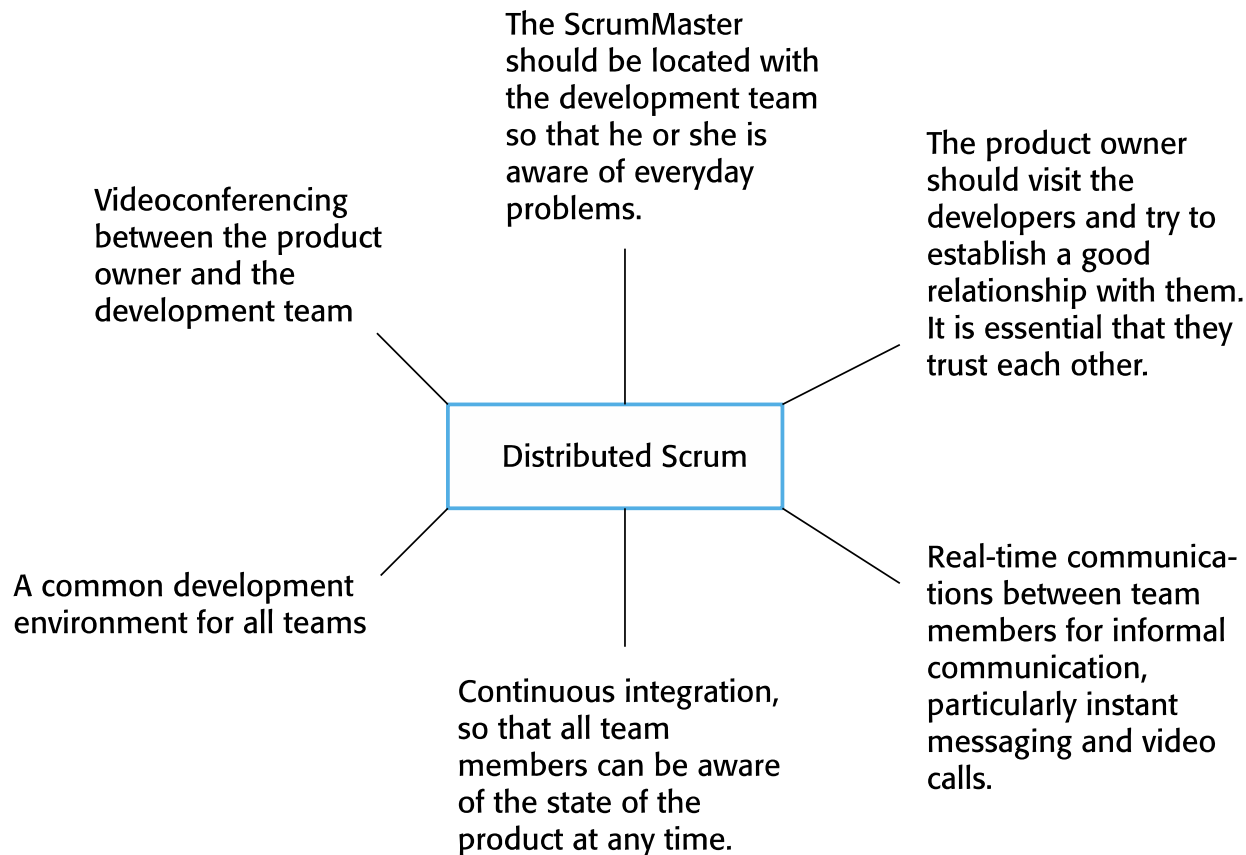 The ScrumMaster
should be located with
the development team
so that he or she is
aware of everyday
problems.
The product owner
should visit the
developers and try to
establish a good
relationship with them.
It is essential that they
trust each other.
Videoconferencing
between the product
owner and the
development team
Distributed Scrum
A common development
environment for all teams
Continuous integration,
so that all team
members can be aware
of the state of the
product at any time.
Real-time communica-
tions between team
members for informal
communication,
particularly instant
messaging and video
calls.